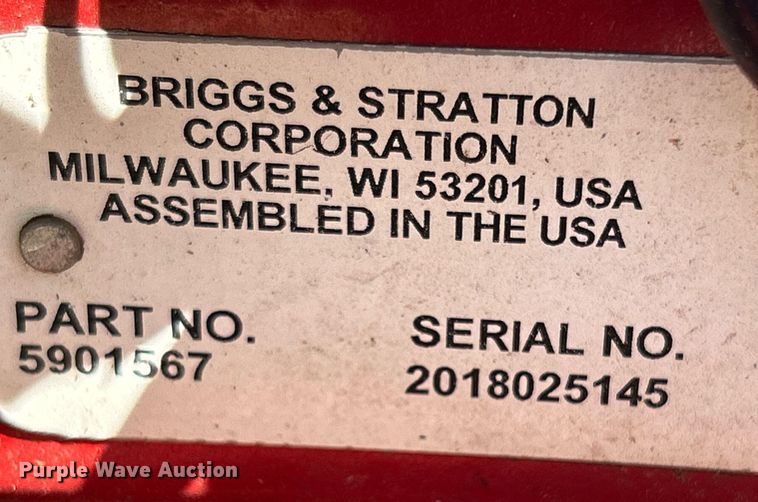 BRIGGS & STRATTON
CORPORATION
MILWAUKEE, WI 53201, USA
ASSEMBLED IN THE USA
PART NO.
5901567
SERIAL NO.
2018025145
Purple Wave Auction